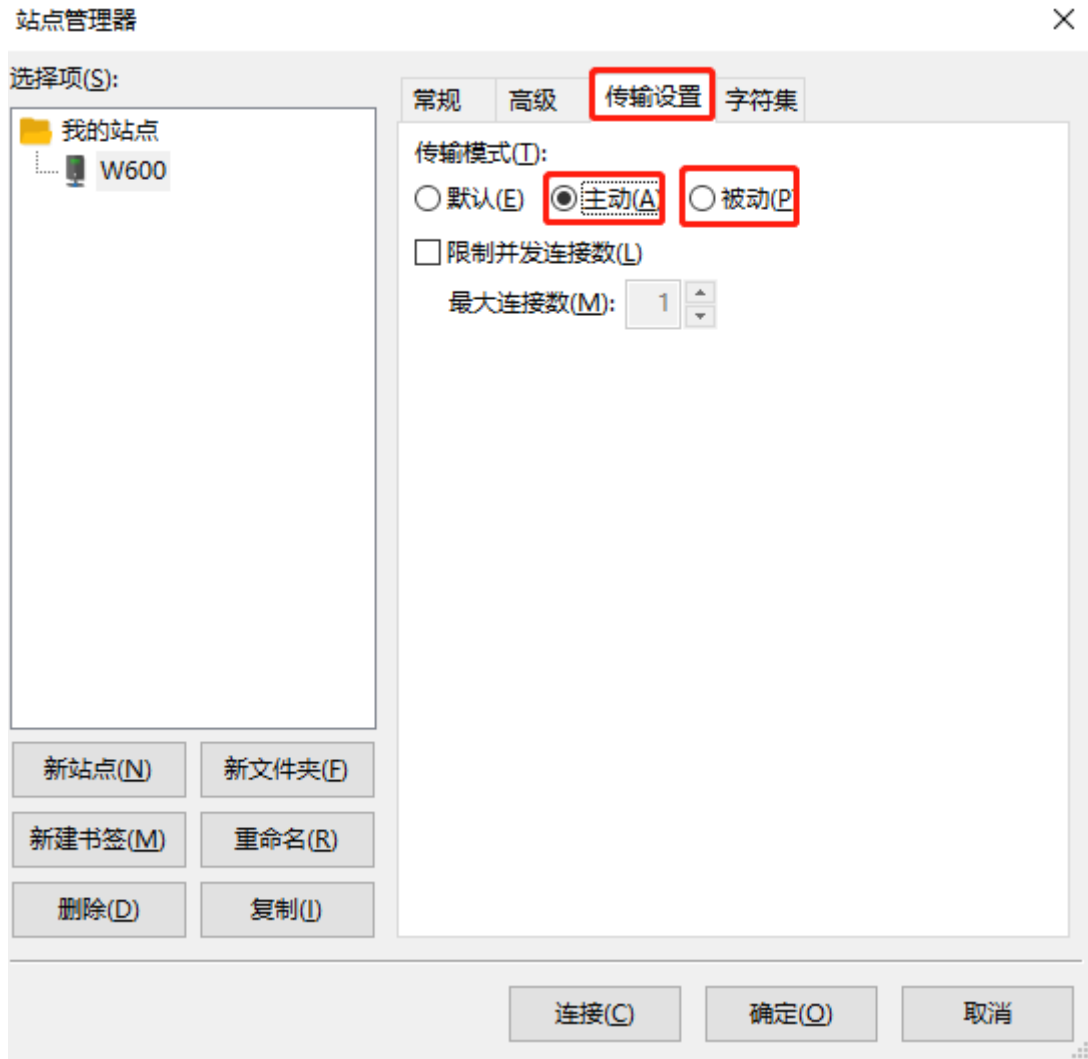 站点管理器
选择项(S):
我的站点
W600
新站点(N) 新文件夹(F)
新建书签(M) 重命名(R)
删除(D) 复制(I)
常规 高级 传输设置 字符集
传输模式(T):
默认(E) 主动(A) 被动(P)
限制并发连接数(L)
最大连接数(M): 1
连接(C) 确定(O) 取消